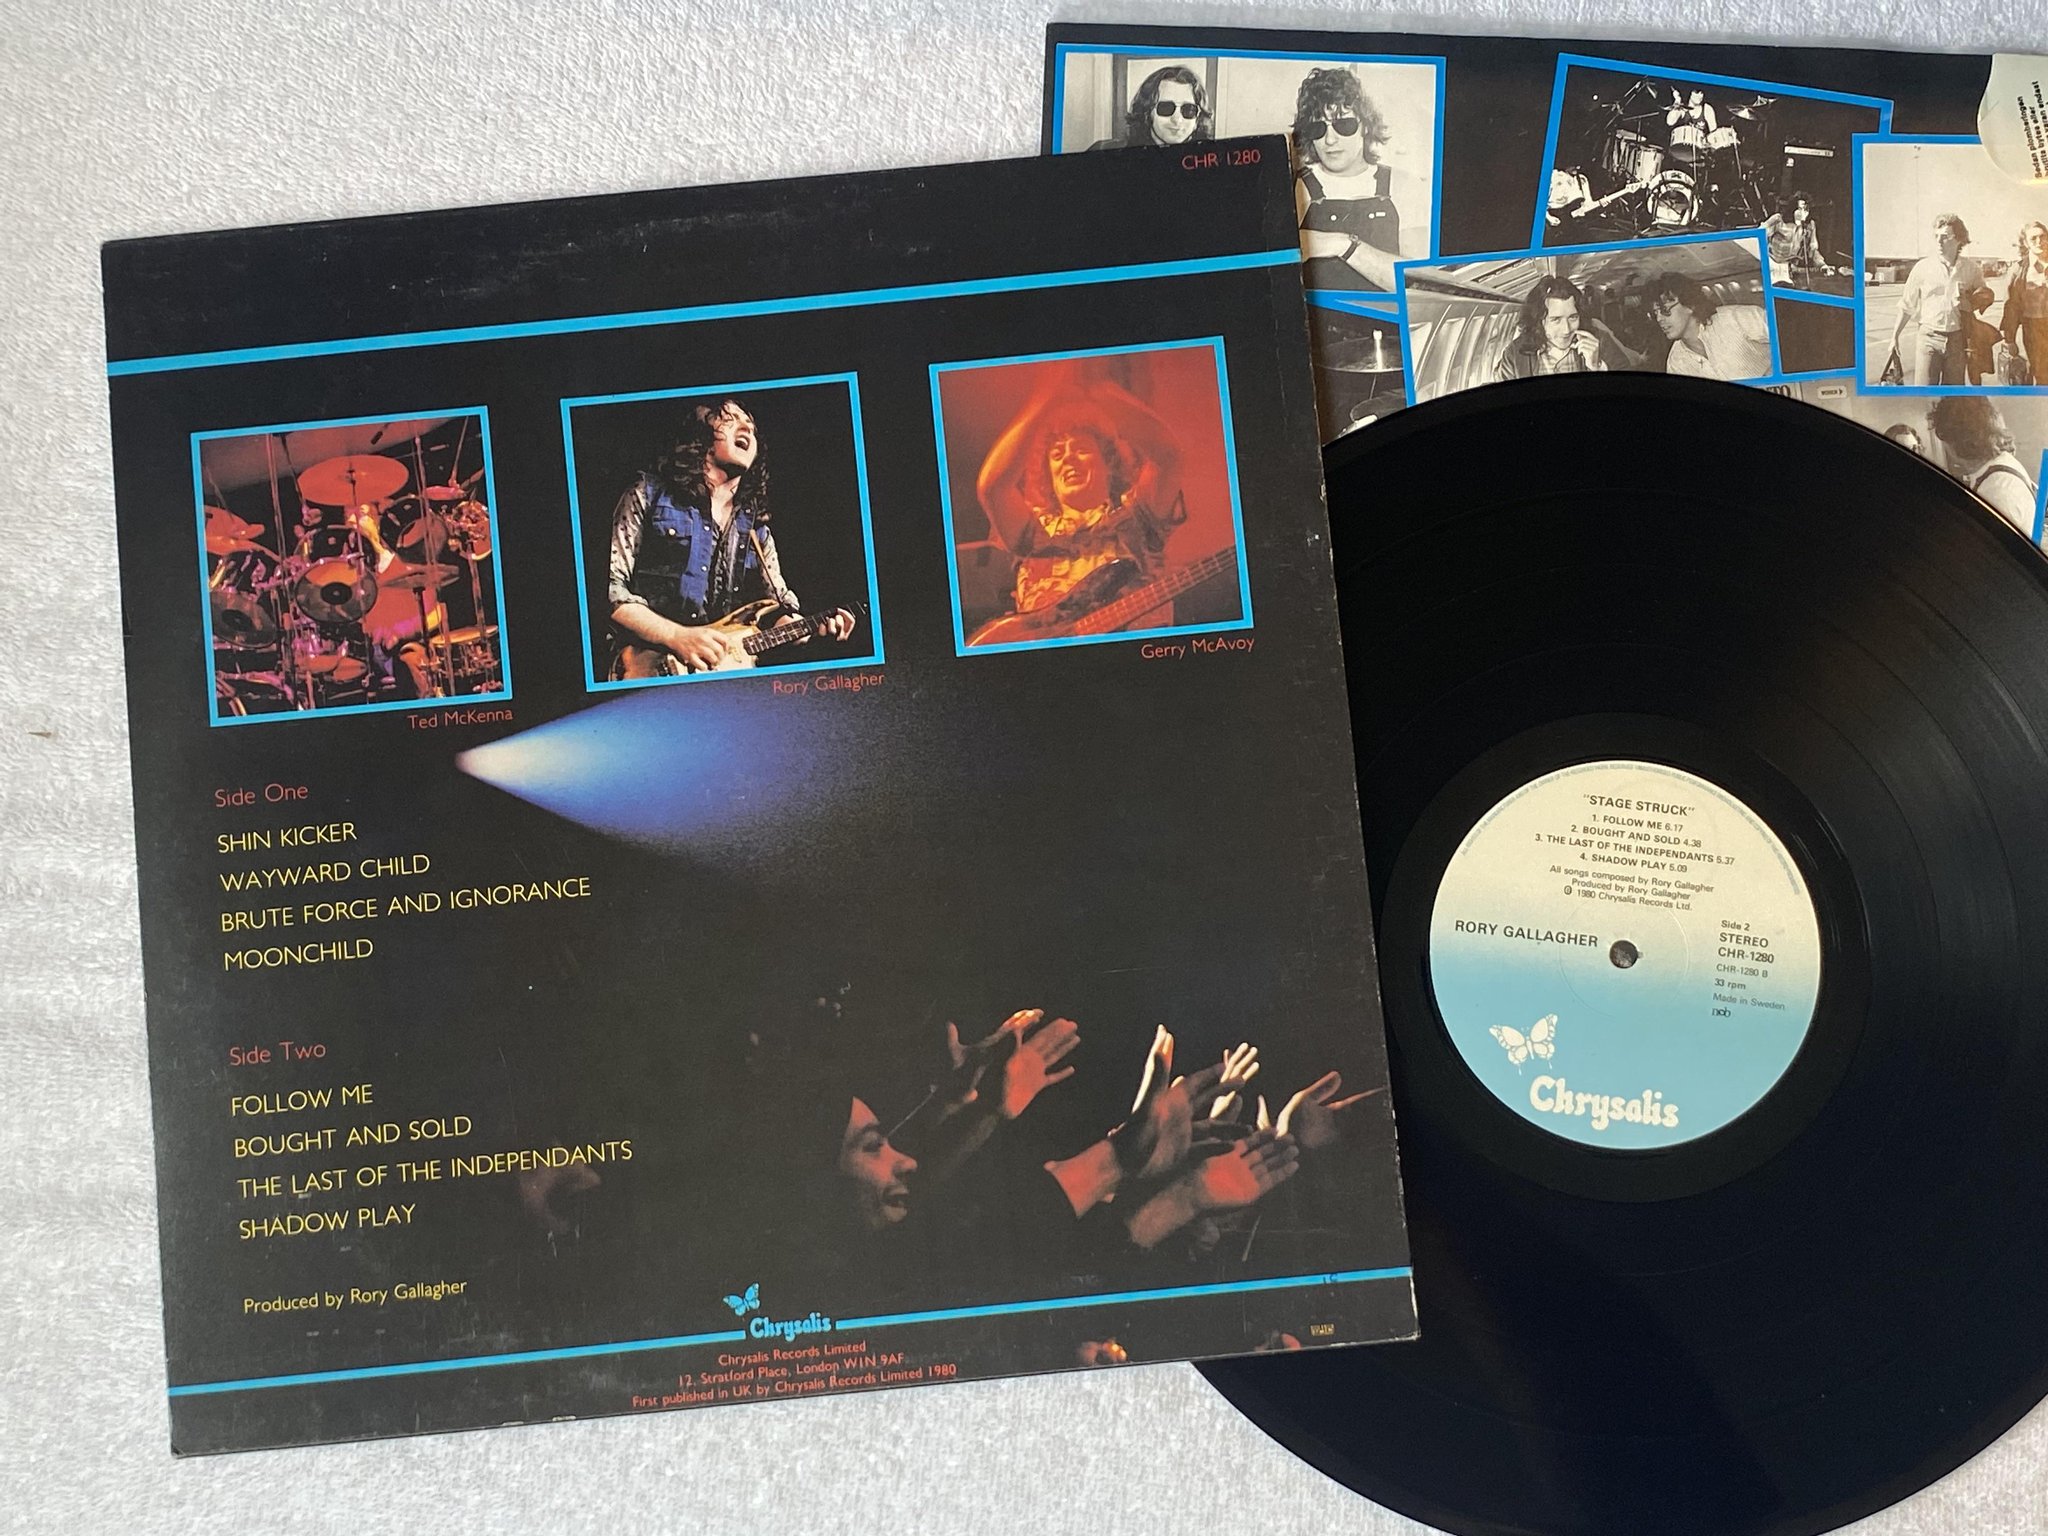 CHR 1280
Ted McKenna
Rory Gallagher
Gerry McAvoy
Side One
SHIN KICKER
WAYWARD CHILD
BRUTE FORCE AND IGNORANCE
MOONCHILD
Side Two
FOLLOW ME
BOUGHT AND SOLD
THE LAST OF THE INDEPENDANTS
SHADOW PLAY
Produced by Rory Gallagher
Chrysalis
Chrysalis Records Limited
12, Stratford Place, London W1N 9AF
First published in UK by Chrysalis Records Limited 1980
"STAGE STRUCK"
1. FOLLOW ME 6.17
2. BOUGHT AND SOLD 4.38
3. THE LAST OF THE INDEPENDANTS 5.37
4. SHADOW PLAY 5.09
All songs composed by Rory Gallagher
Produced by Rory Gallagher
℗ 1980 Chrysalis Records Ltd.
RORY GALLAGHER
Side 2
STEREO
CHR-1280
CHR-1280 B
33 rpm
Made in Sweden
ncb
Chrysalis